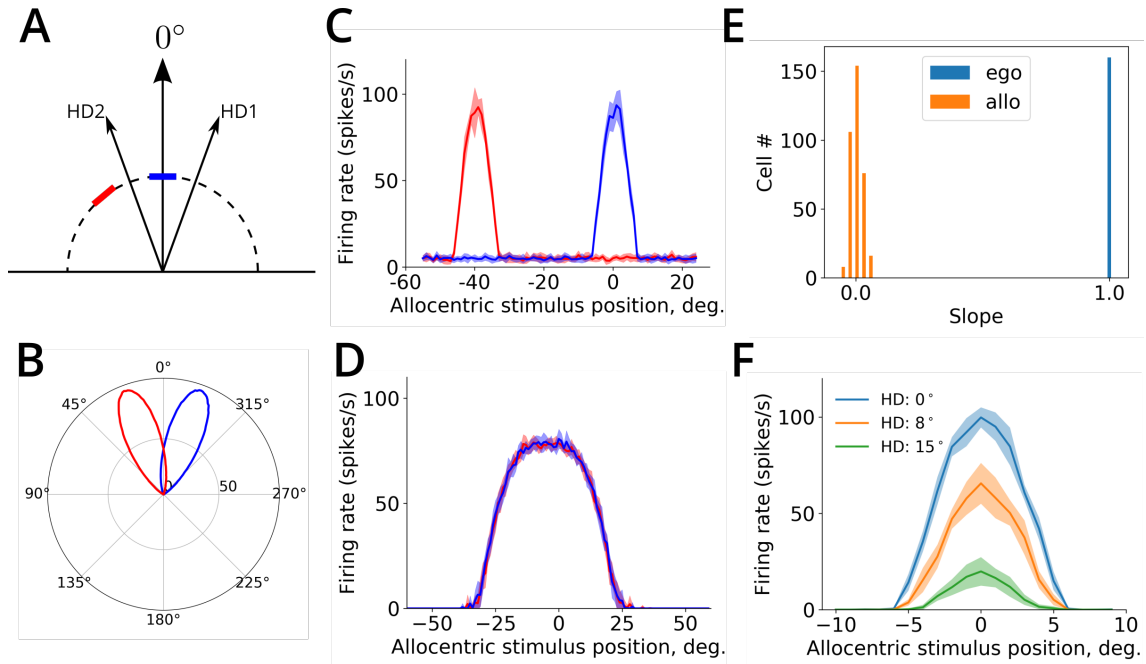 A
0°
HD2
HD1
B
0°
45°
315°
90°
0
50
270°
135°
225°
180°
C
Firing rate (spikes/s)
100
50
0
-60
-40
-20
0
20
Allocentric stimulus position, deg.
D
Firing rate (spikes/s)
100
50
0
−50
−25
0
25
50
Allocentric stimulus position, deg.
E
Cell #
150
100
50
0
ego
allo
0.0
1.0
Slope
F
Firing rate (spikes/s)
100
50
0
HD: 0°
HD: 8°
HD: 15°
−10
−5
0
5
10
Allocentric stimulus position, deg.